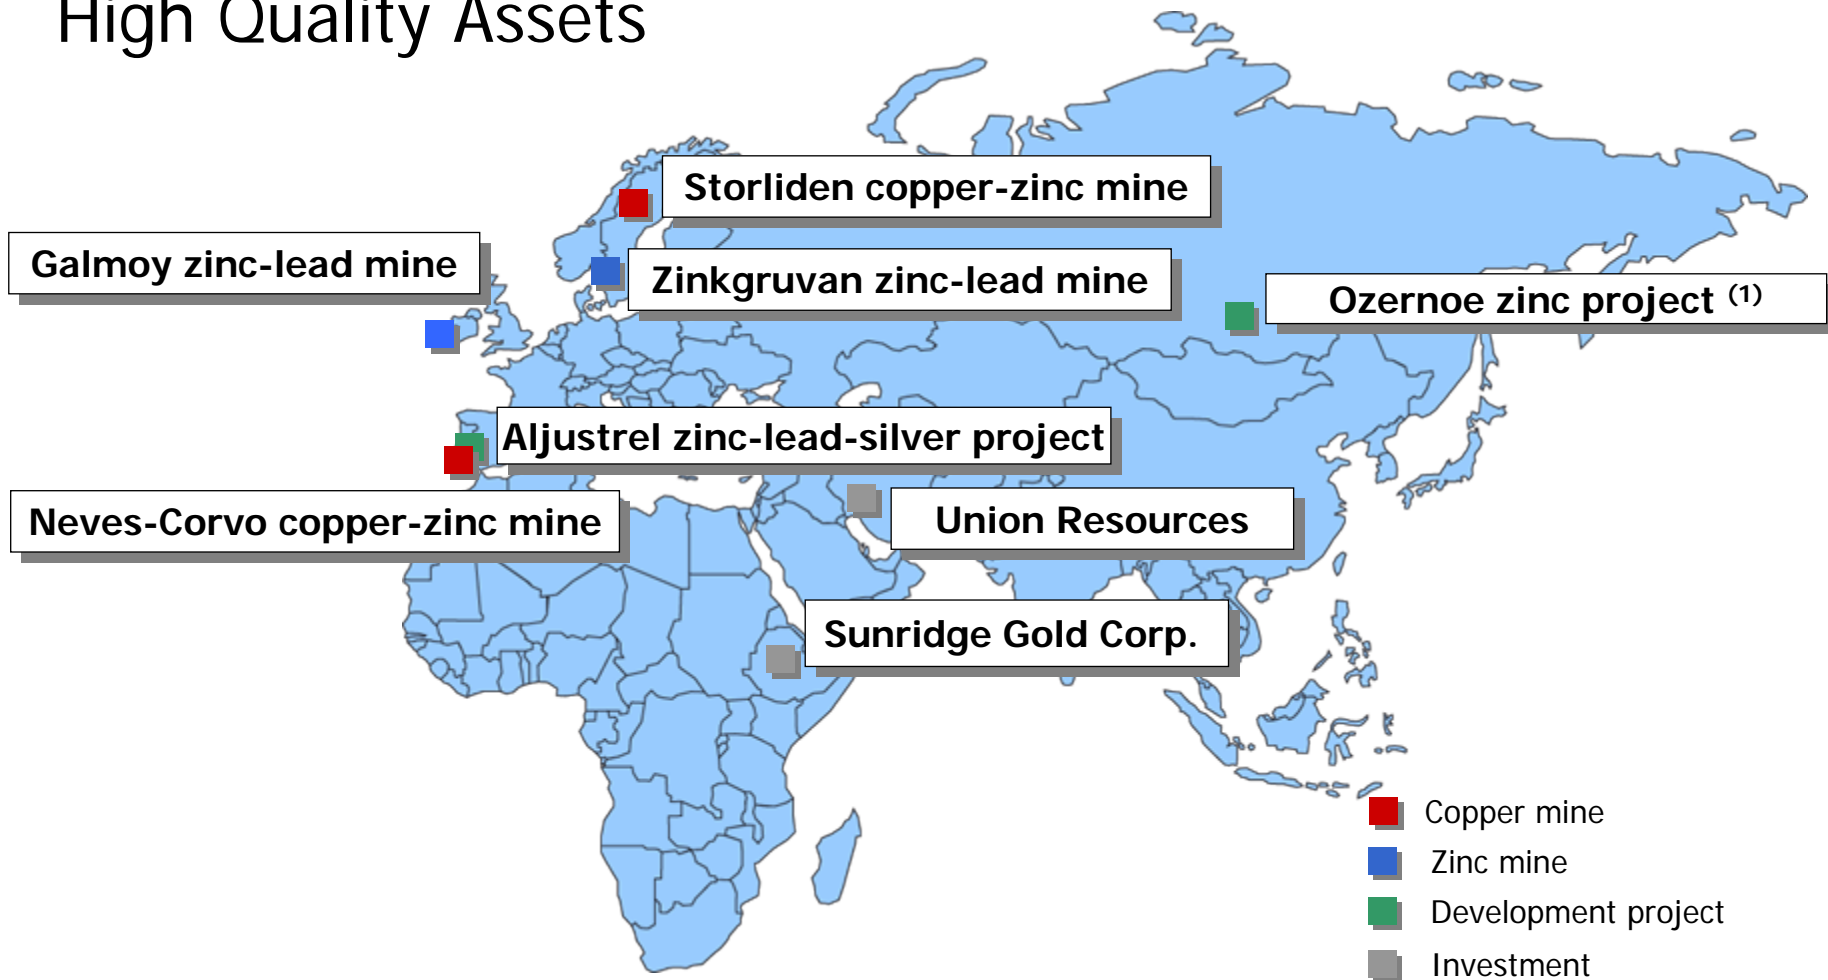 High Quality Assets
Storliden copper-zinc mine
Galmoy zinc-lead mine
Zinkgruvan zinc-lead mine
Ozernoe zinc project (1)
Aljustrel zinc-lead-silver project
Neves-Corvo copper-zinc mine
Union Resources
Sunridge Gold Corp.
Copper mine
Zinc mine
Development project
Investment